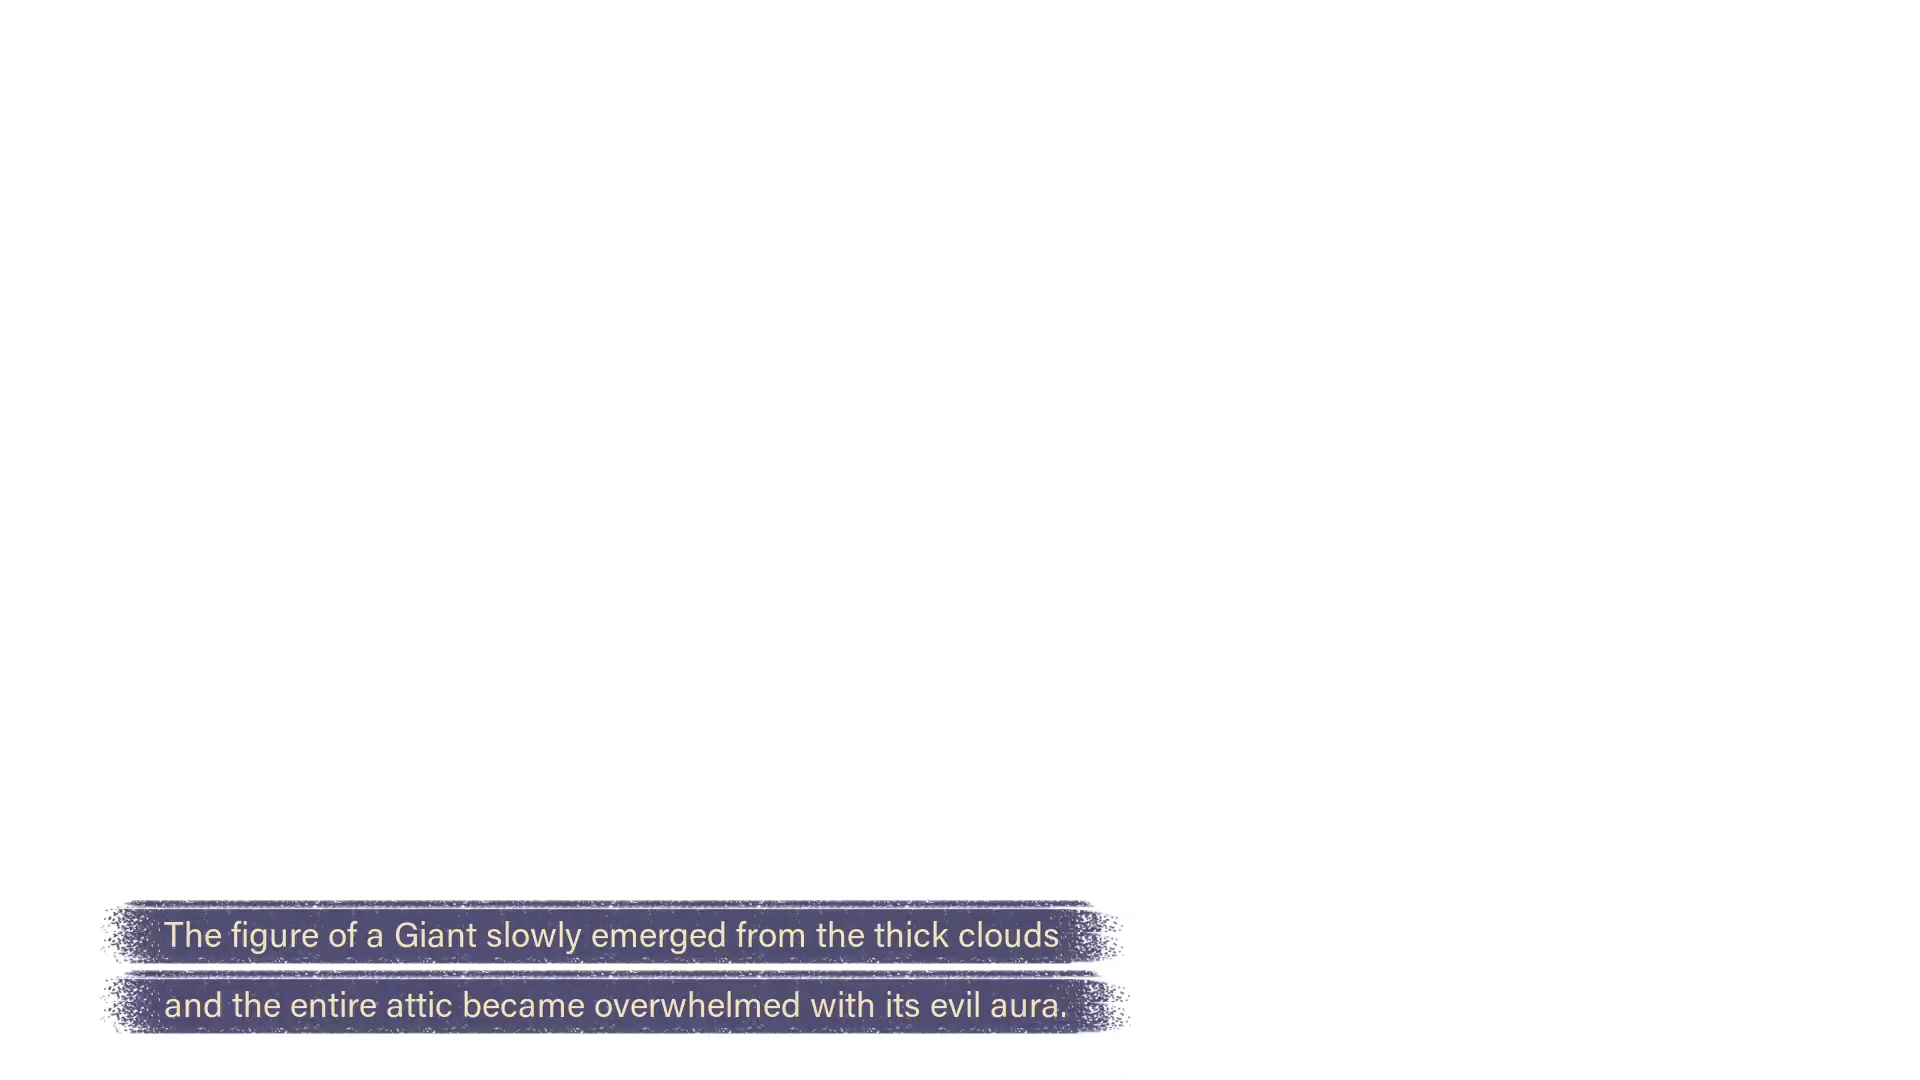 The figure of a Giant slowly emerged from the thick clouds
and the entire attic became overwhelmed with its evil aura.